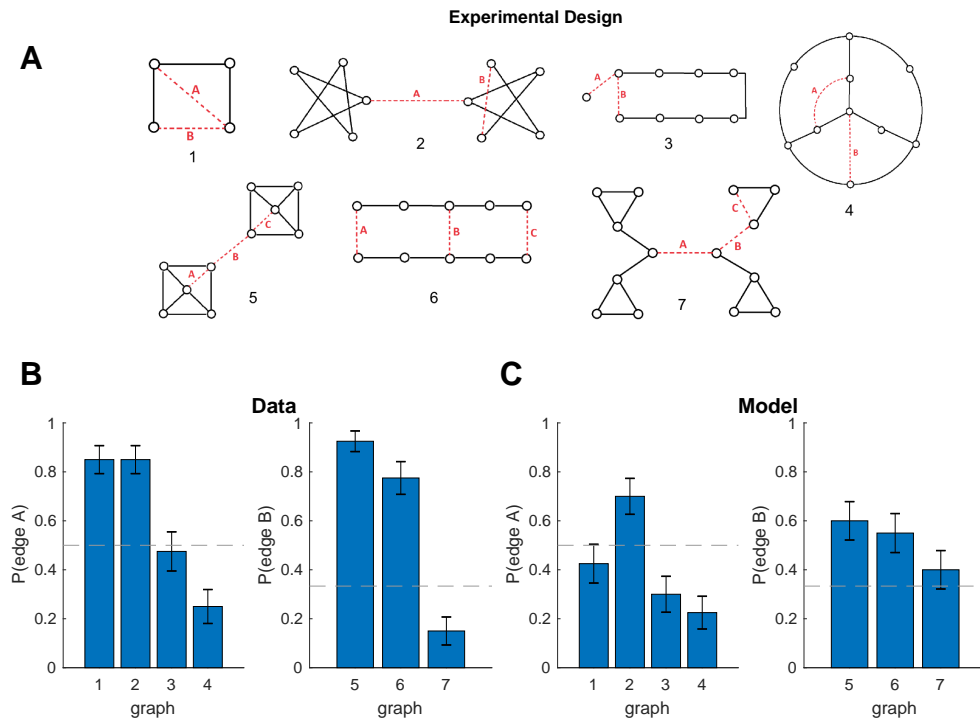 Experimental Design
A
A
B
1
A
B
2
A
B
3
A
B
4
C
B
A
5
A
B
C
6
C
A
B
7
B
Data
C
Model
P(edge A)
1
0.8
0.6
0.4
0.2
0
1 2 3 4
graph
P(edge B)
1
0.8
0.6
0.4
0.2
0
5 6 7
graph
P(edge A)
1
0.8
0.6
0.4
0.2
0
1 2 3 4
graph
P(edge B)
1
0.8
0.6
0.4
0.2
0
5 6 7
graph